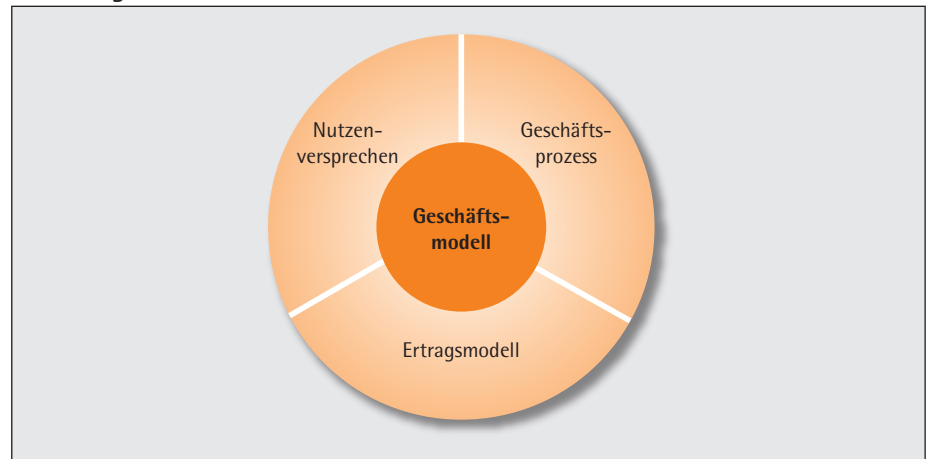 Nutzen-
versprechen
Geschäfts-
prozess
Geschäfts-
modell
Ertragsmodell